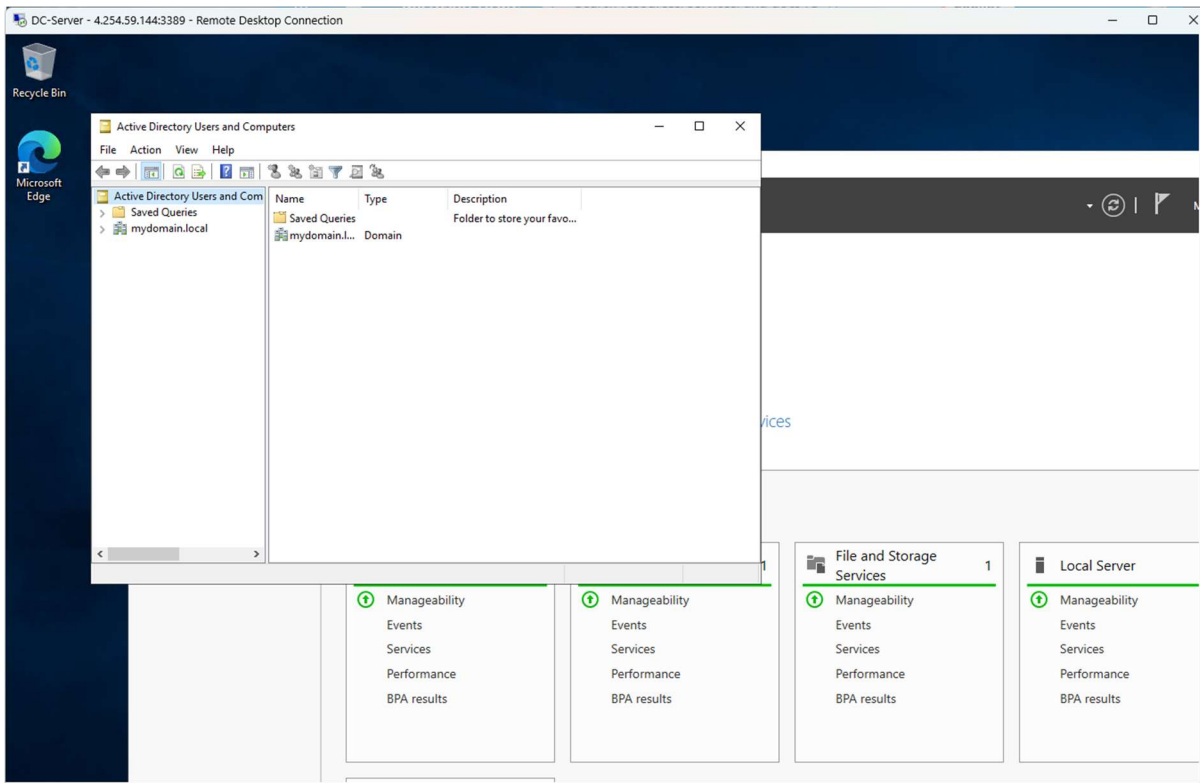 DC-Server - 4.254.59.144:3389 - Remote Desktop Connection
Recycle Bin
Microsoft
Edge
Active Directory Users and Computers
File Action View Help
Active Directory Users and Com
Saved Queries
mydomain.local
Name Type Description
Saved Queries Folder to store your favo...
mydomain.l... Domain
vices
1
File and Storage
Services 1
Local Server
Manageability
Events
Services
Performance
BPA results
Manageability
Events
Services
Performance
BPA results
Manageability
Events
Services
Performance
BPA results
Manageability
Events
Services
Performance
BPA results